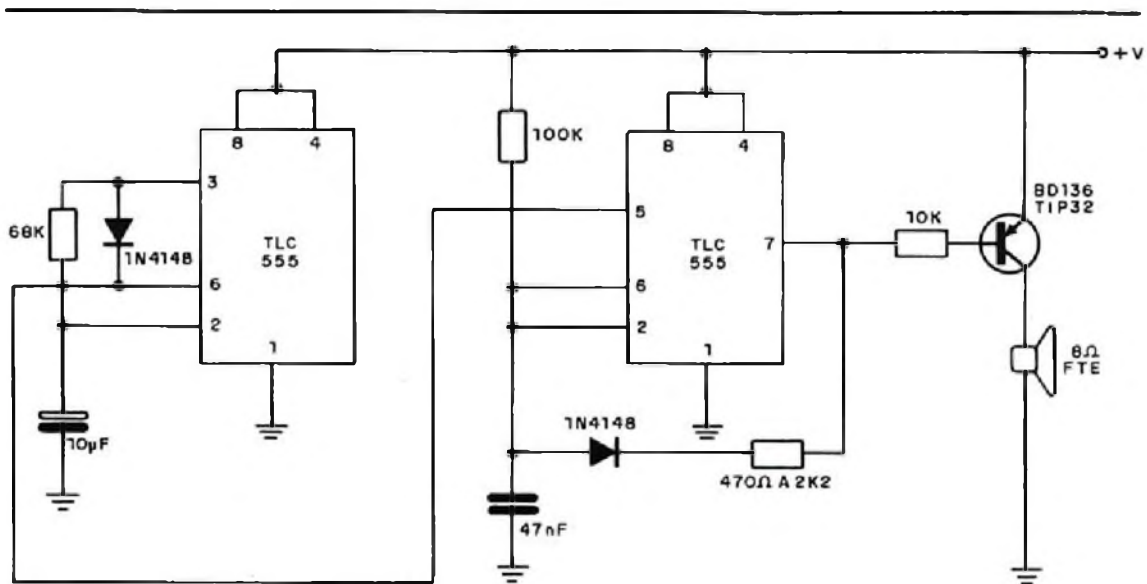 +V
8 4
3
68K
1N4148
TLC
555
6
2
1
10µF
100K
8 4
5
TLC
555
7
6
2
1
10K
BD136
TIP32
8Ω
FTE
1N4148
470Ω A 2K2
47nF